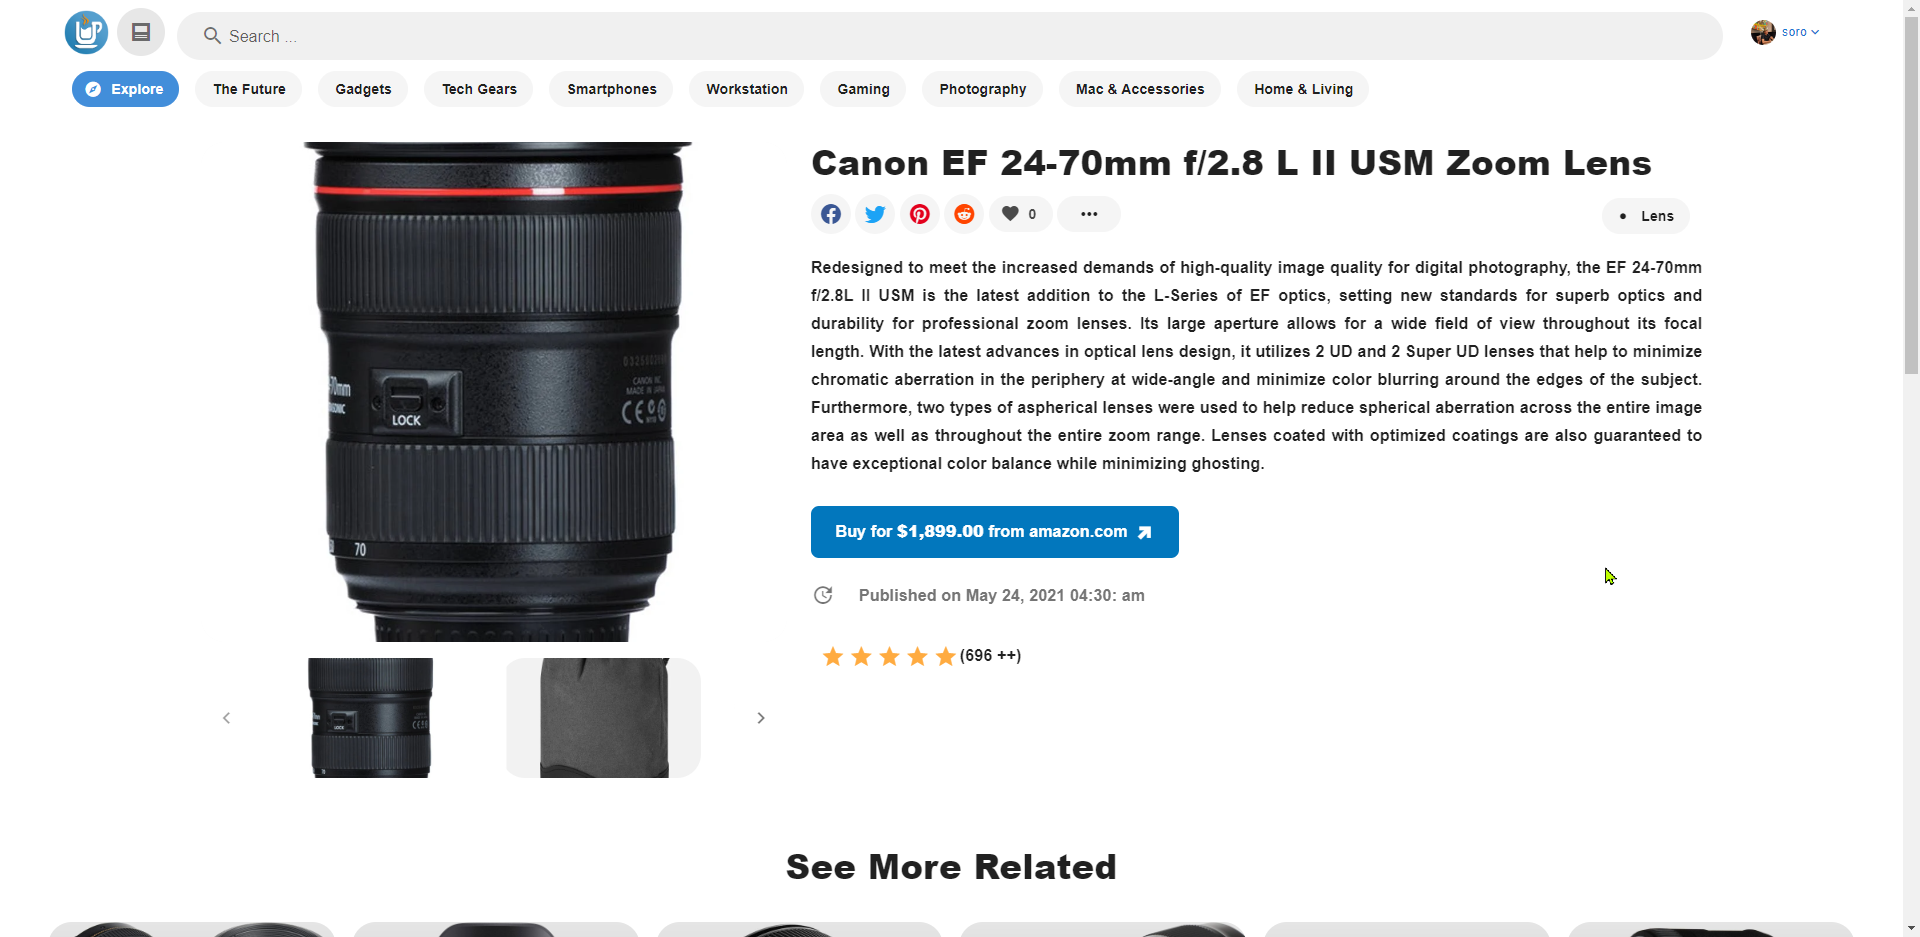 Search ...
soro
Explore
The Future
Gadgets
Tech Gears
Smartphones
Workstation
Gaming
Photography
Mac & Accessories
Home & Living
Canon EF 24-70mm f/2.8 L II USM Zoom Lens
0
Lens
Redesigned to meet the increased demands of high-quality image quality for digital photography, the EF 24-70mm
f/2.8L II USM is the latest addition to the L-Series of EF optics, setting new standards for superb optics and
durability for professional zoom lenses. Its large aperture allows for a wide field of view throughout its focal
length. With the latest advances in optical lens design, it utilizes 2 UD and 2 Super UD lenses that help to minimize
chromatic aberration in the periphery at wide-angle and minimize color blurring around the edges of the subject.
Furthermore, two types of aspherical lenses were used to help reduce spherical aberration across the entire image
area as well as throughout the entire zoom range. Lenses coated with optimized coatings are also guaranteed to
have exceptional color balance while minimizing ghosting.
Buy for $1,899.00 from amazon.com
Published on May 24, 2021 04:30: am
(696 ++)
CANON INC.
MADE IN JAPAN
LOCK
CE
70
LOCK
See More Related